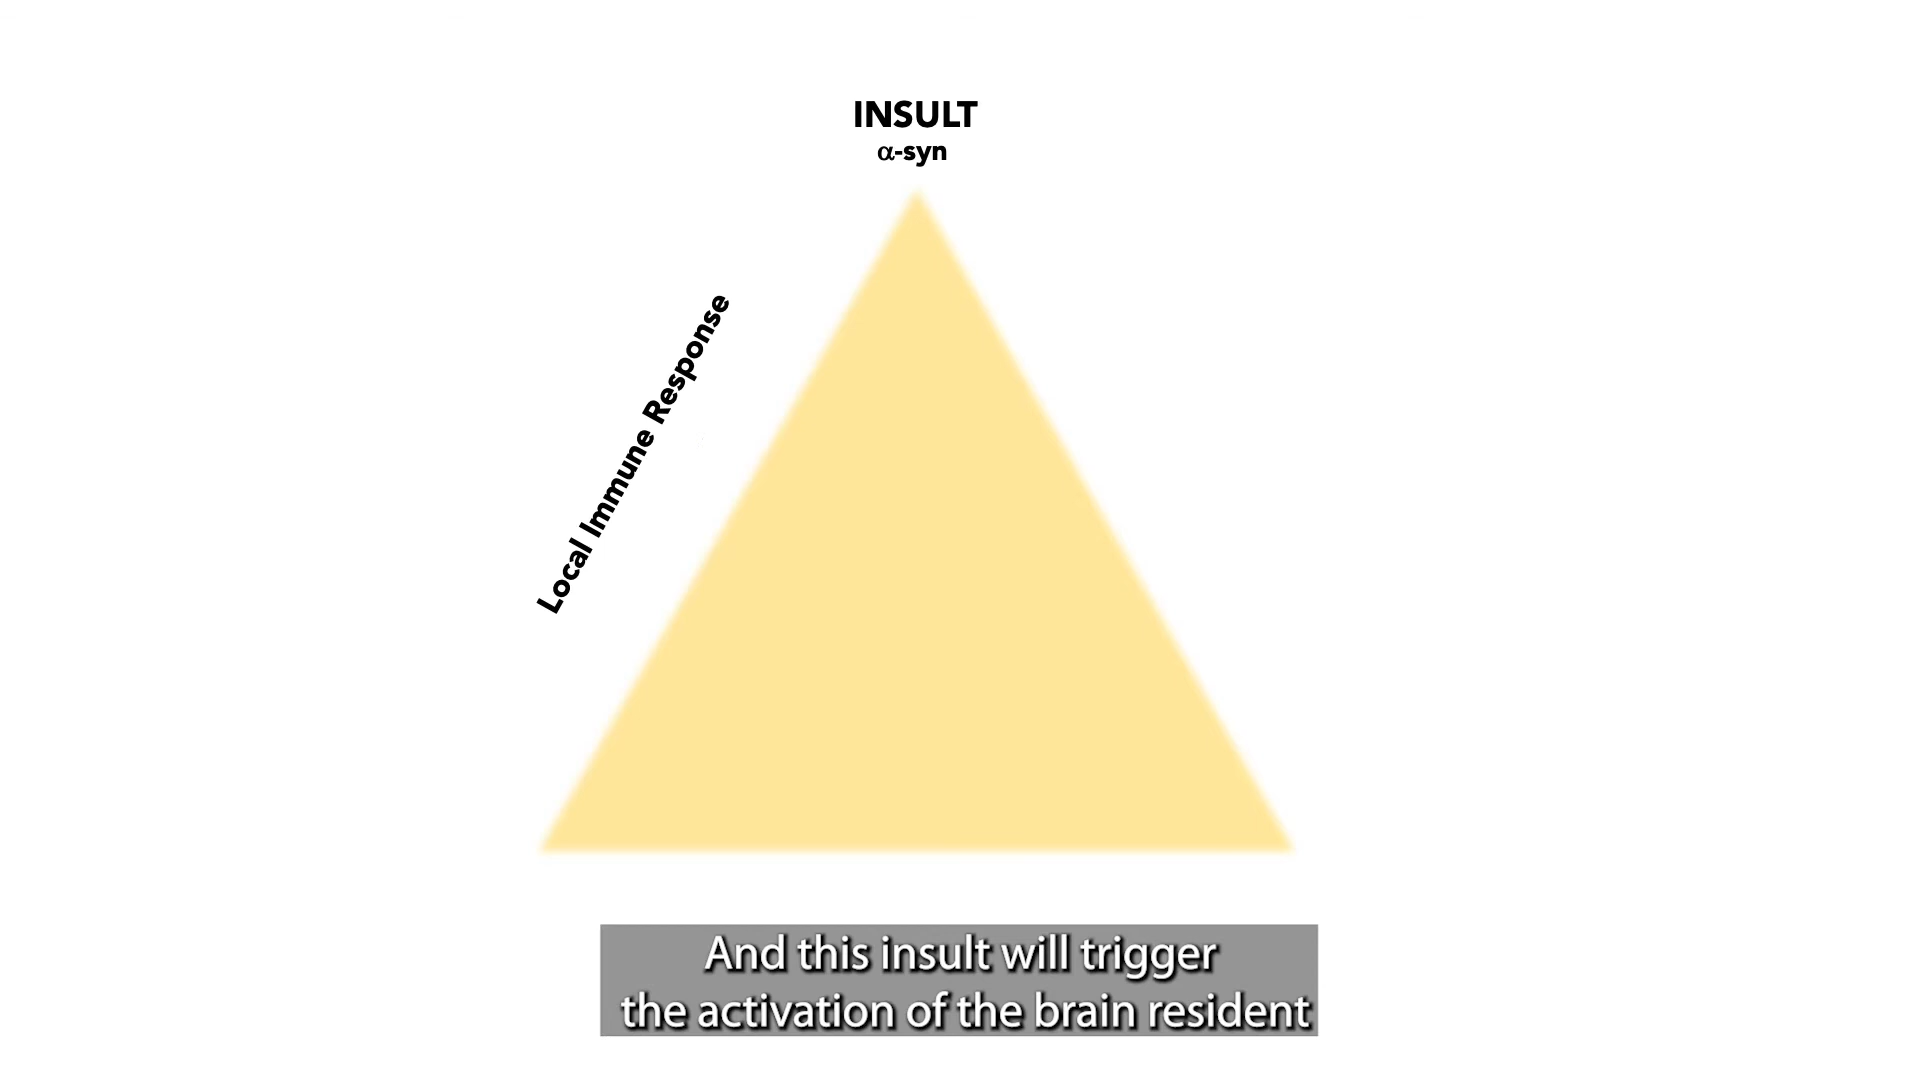 INSULT
α-syn
Local Immune Response
And this insult will trigger
the activation of the brain resident